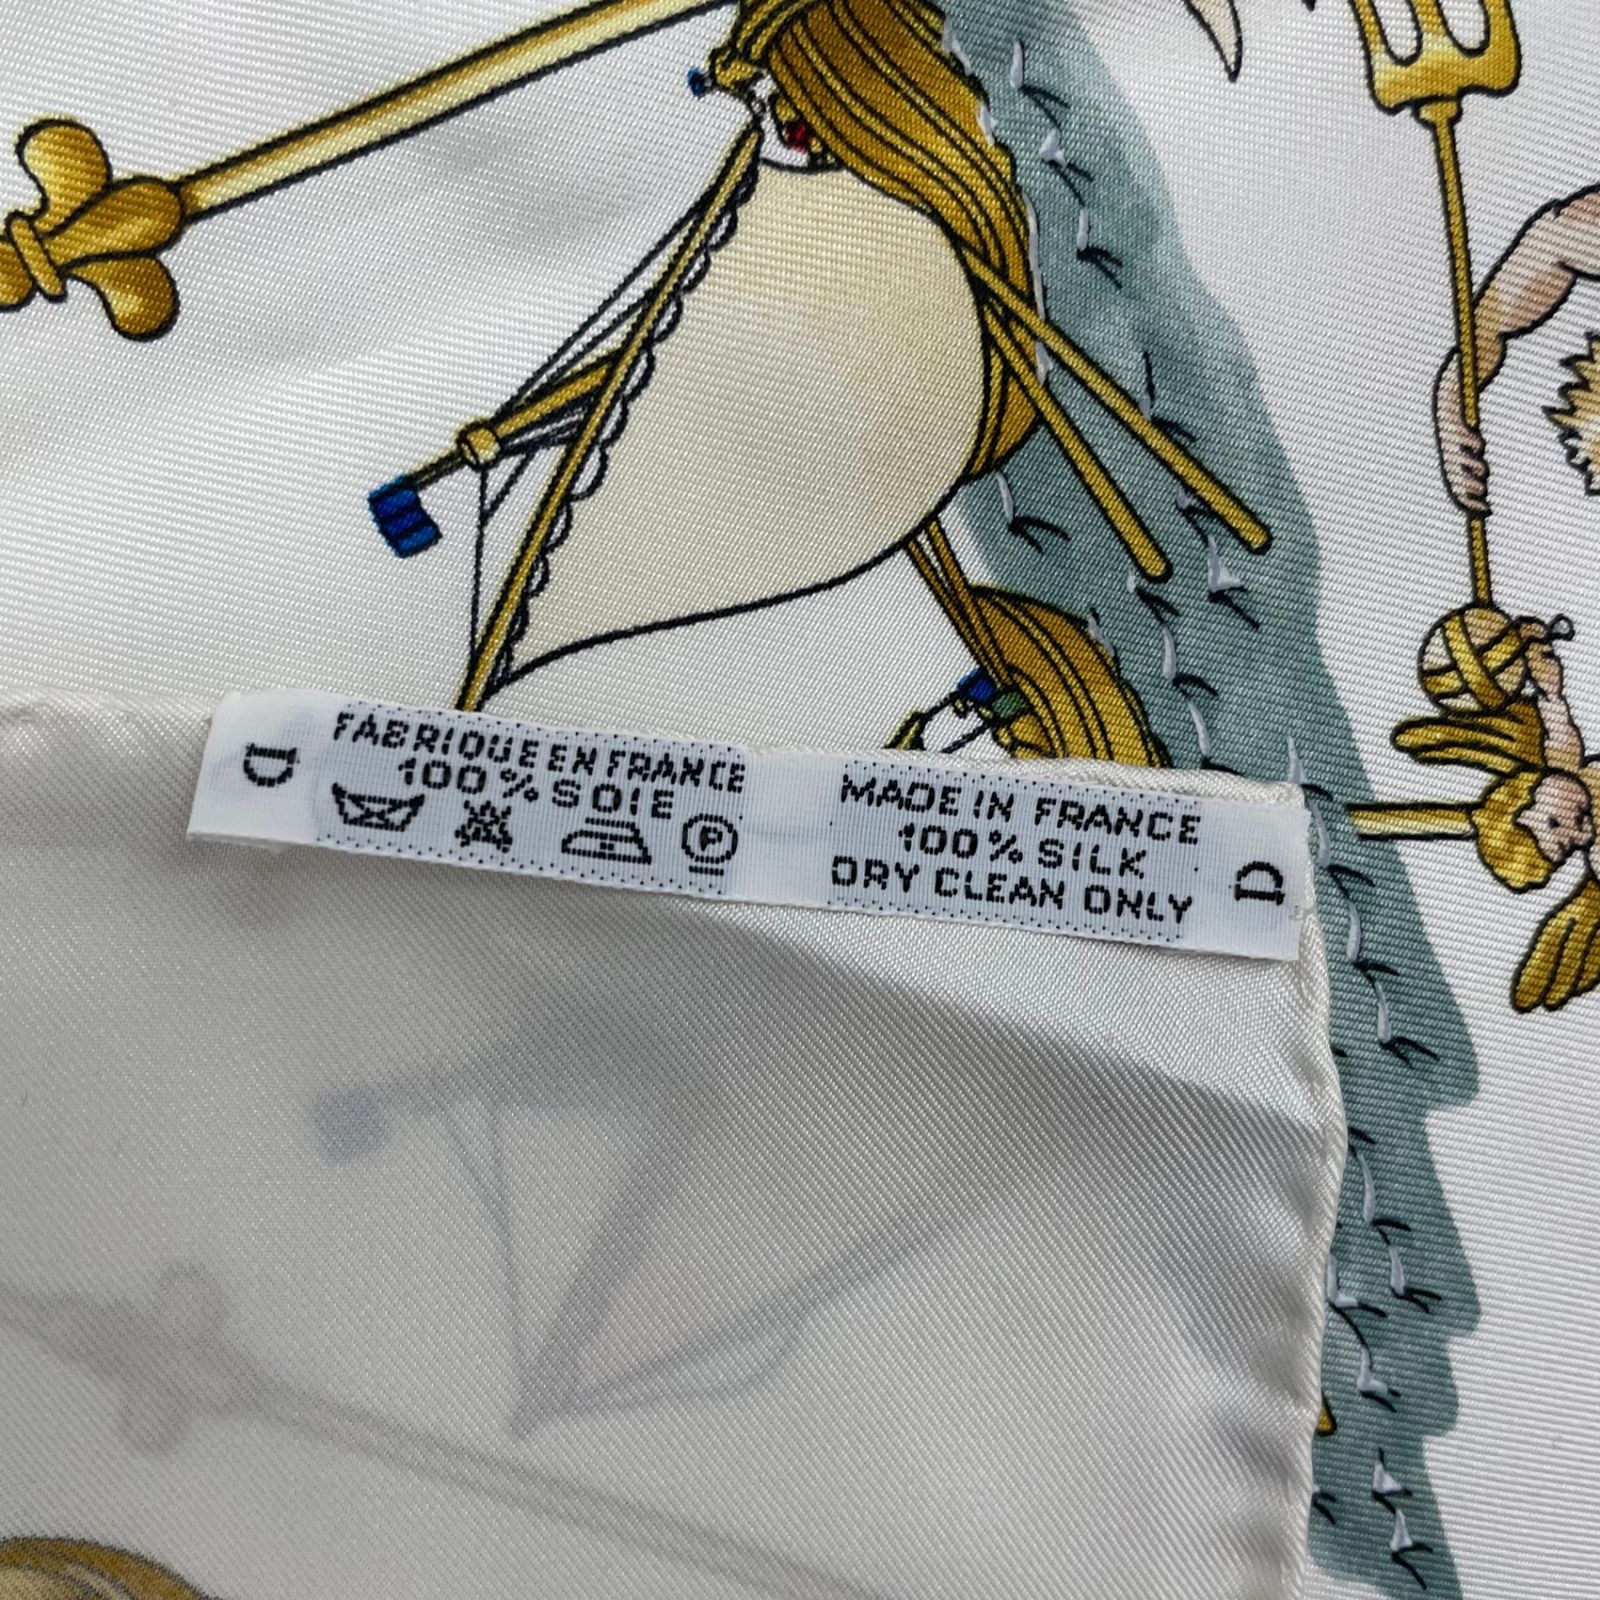 D
FABRIQUE EN FRANCE
100% SOIE
P
MADE IN FRANCE
100% SILK
DRY CLEAN ONLY
D